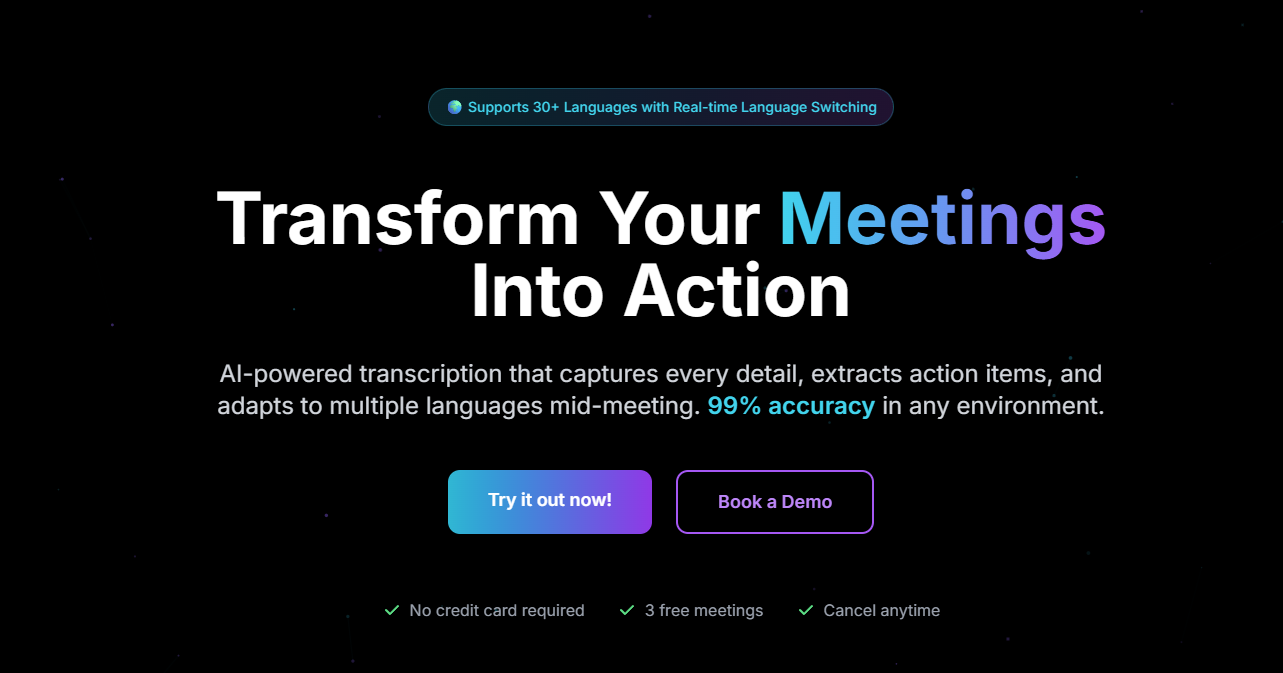 🌍 Supports 30+ Languages with Real-time Language Switching
Transform Your Meetings
Into Action
AI-powered transcription that captures every detail, extracts action items, and
adapts to multiple languages mid-meeting. 99% accuracy in any environment.
Try it out now!
Book a Demo
No credit card required
3 free meetings
Cancel anytime